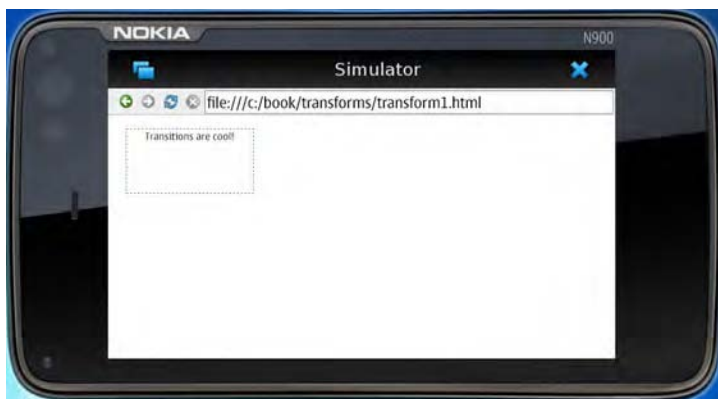 NOKIA
N900
Simulator
file:///c:/book/transforms/transform1.html
Transitions are cool!